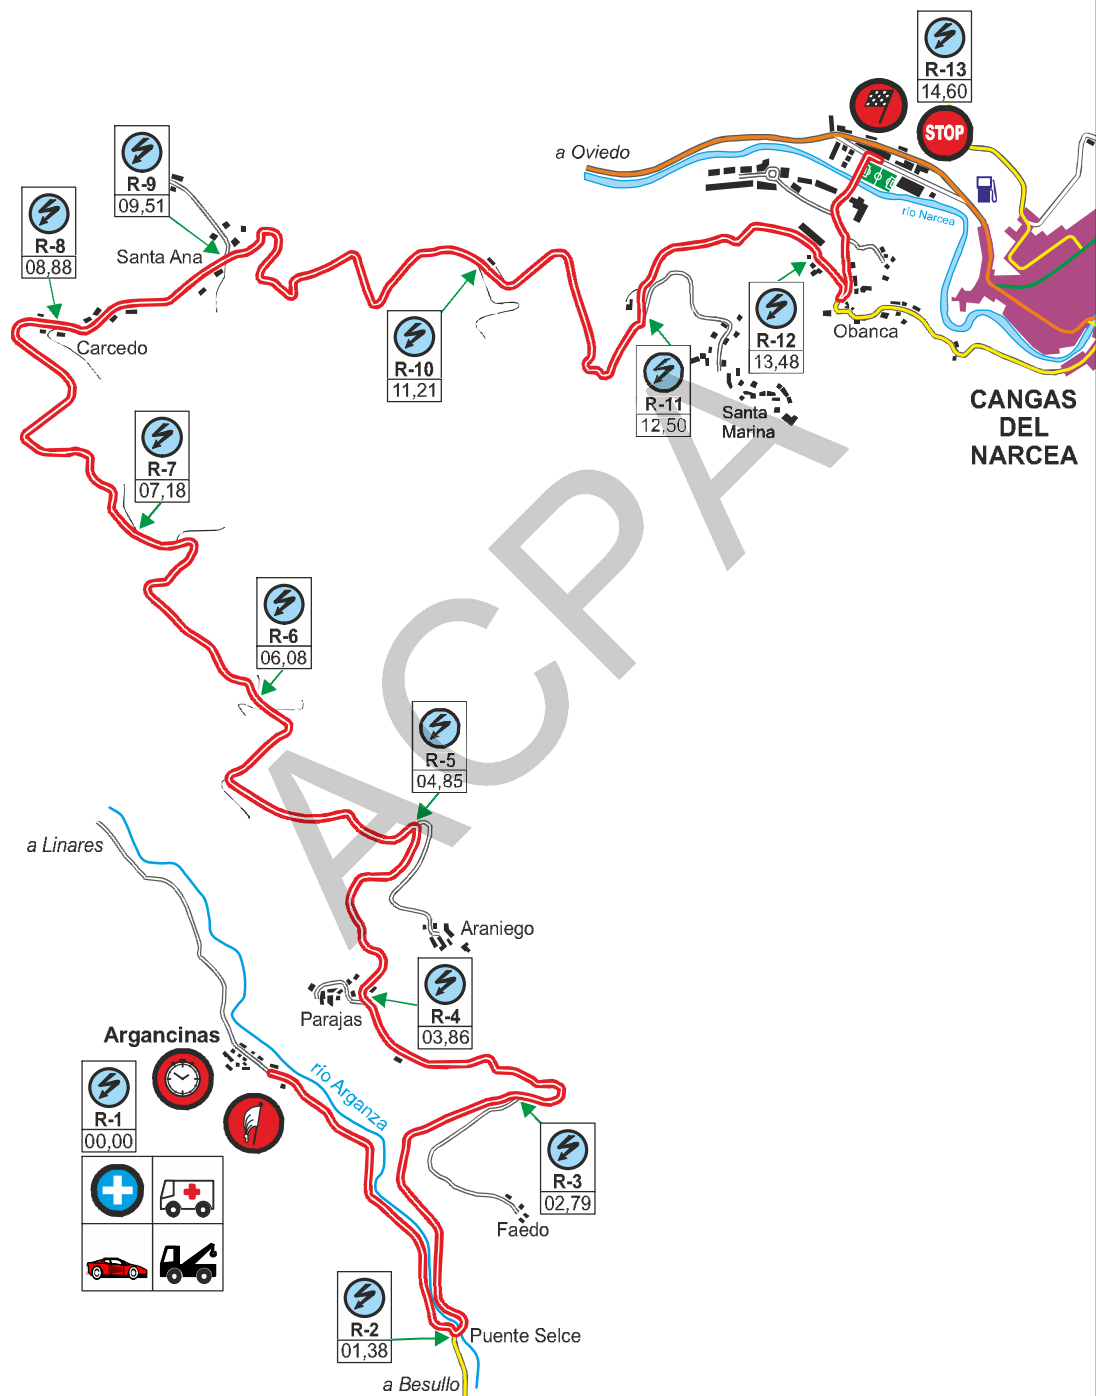 R-13
14,60
STOP
a Oviedo
R-9
09,51
Santa Ana
R-8
08,88
Carcedo
río Narcea
R-10
11,21
R-12
13,48
Obanca
R-11
12,50
Santa
Marina
CANGAS
DEL
NARCEA
R-7
07,18
R-6
06,08
R-5
04,85
ACPA
a Linares
Araniego
R-4
03,86
Parajas
Argancinas
río Arganza
R-1
00,00
R-3
02,79
Faedo
R-2
01,38
Puente Selce
a Besullo